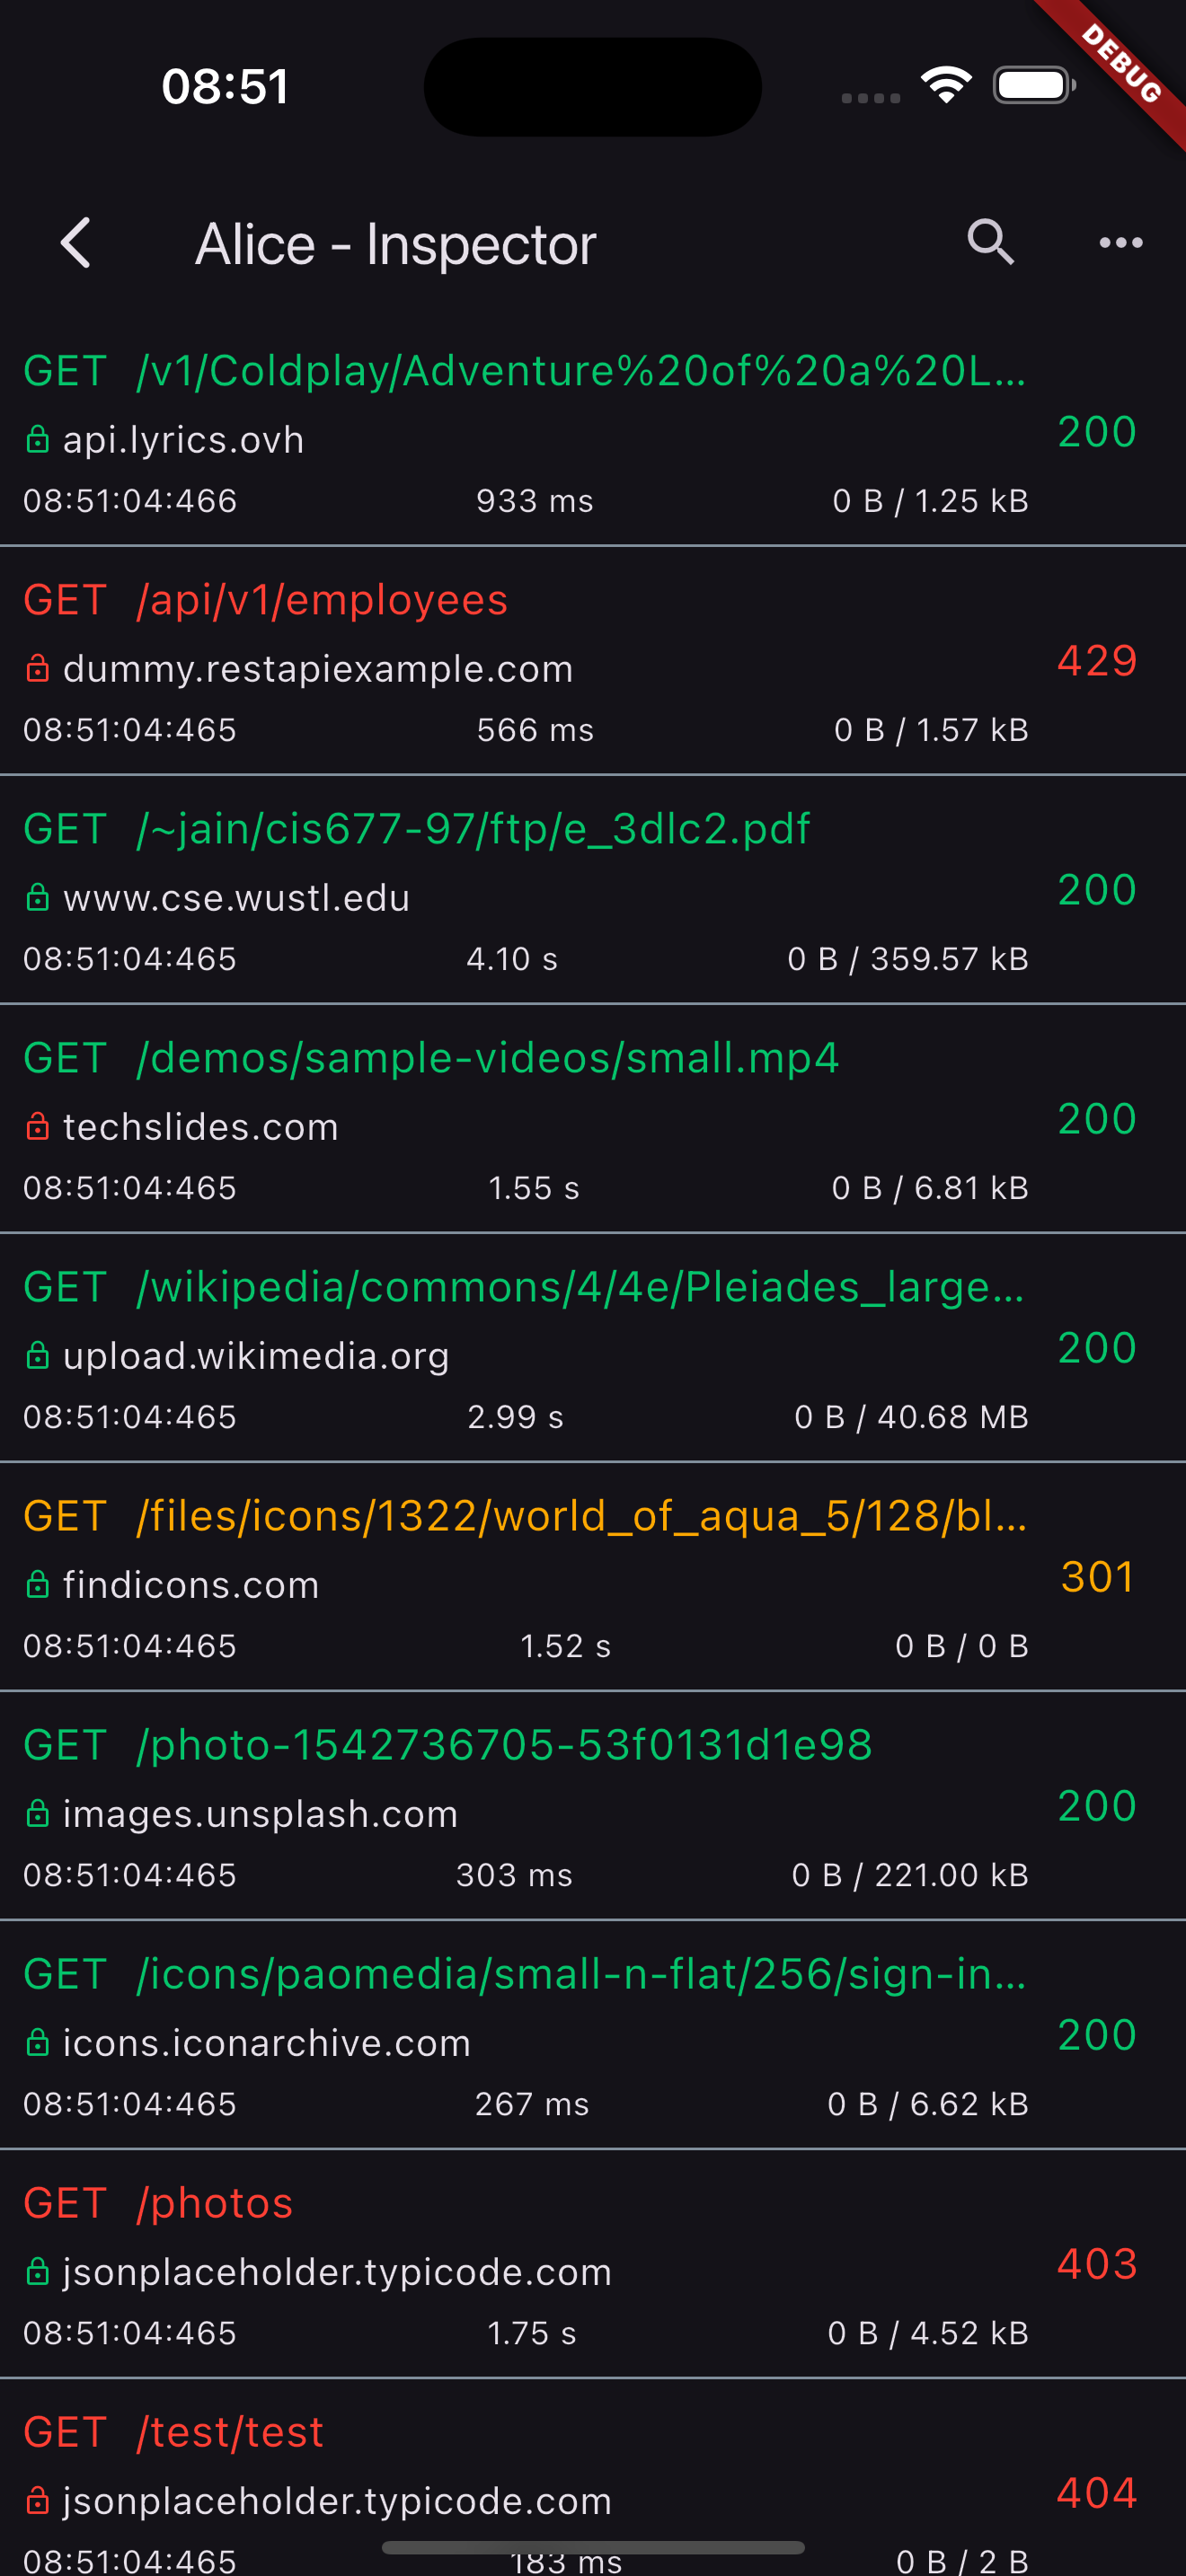 08:51
DEBUG
Alice - Inspector
GET /v1/Coldplay/Adventure%20of%20a%20L...
api.lyrics.ovh
200
08:51:04:466 933 ms 0 B / 1.25 kB
GET /api/v1/employees
dummy.restapiexample.com
429
08:51:04:465 566 ms 0 B / 1.57 kB
GET /~jain/cis677-97/ftp/e_3dlc2.pdf
www.cse.wustl.edu
200
08:51:04:465 4.10 s 0 B / 359.57 kB
GET /demos/sample-videos/small.mp4
techslides.com
200
08:51:04:465 1.55 s 0 B / 6.81 kB
GET /wikipedia/commons/4/4e/Pleiades_large...
upload.wikimedia.org
200
08:51:04:465 2.99 s 0 B / 40.68 MB
GET /files/icons/1322/world_of_aqua_5/128/bl...
findicons.com
301
08:51:04:465 1.52 s 0 B / 0 B
GET /photo-1542736705-53f0131d1e98
images.unsplash.com
200
08:51:04:465 303 ms 0 B / 221.00 kB
GET /icons/paomedia/small-n-flat/256/sign-in...
icons.iconarchive.com
200
08:51:04:465 267 ms 0 B / 6.62 kB
GET /photos
jsonplaceholder.typicode.com
403
08:51:04:465 1.75 s 0 B / 4.52 kB
GET /test/test
jsonplaceholder.typicode.com
404
08:51:04:465 183 ms 0 B / 2 B